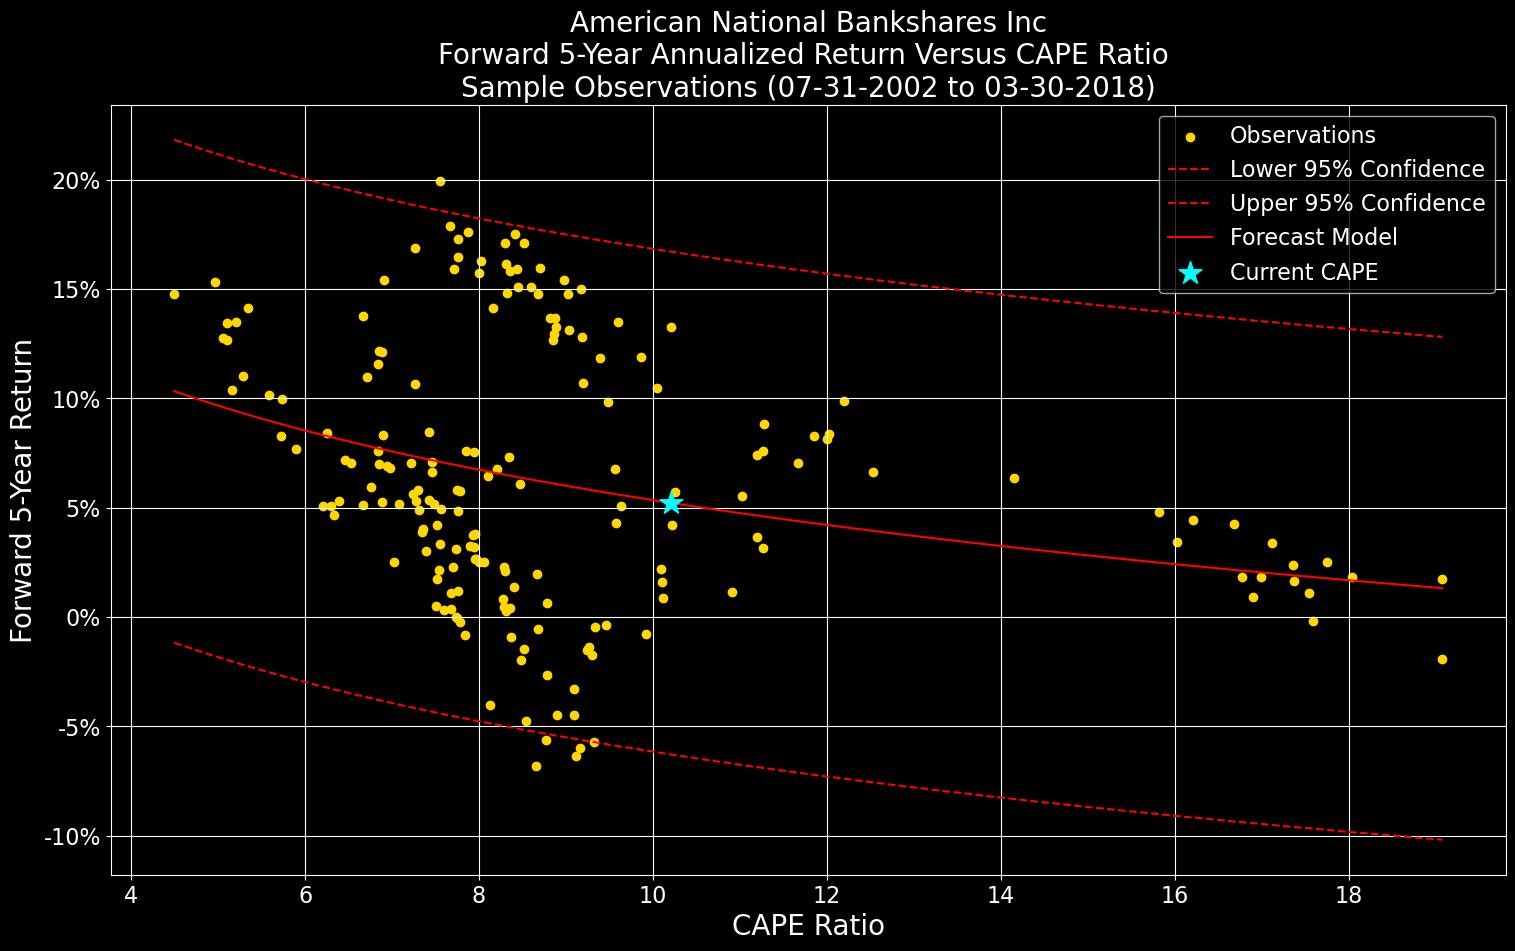 American National Bankshares Inc
Forward 5-Year Annualized Return Versus CAPE Ratio
Sample Observations (07-31-2002 to 03-30-2018)
Observations
Lower 95% Confidence
Upper 95% Confidence
Forecast Model
Current CAPE
Forward 5-Year Return
20%
15%
10%
5%
0%
-5%
-10%
4 6 8 10 12 14 16 18
CAPE Ratio